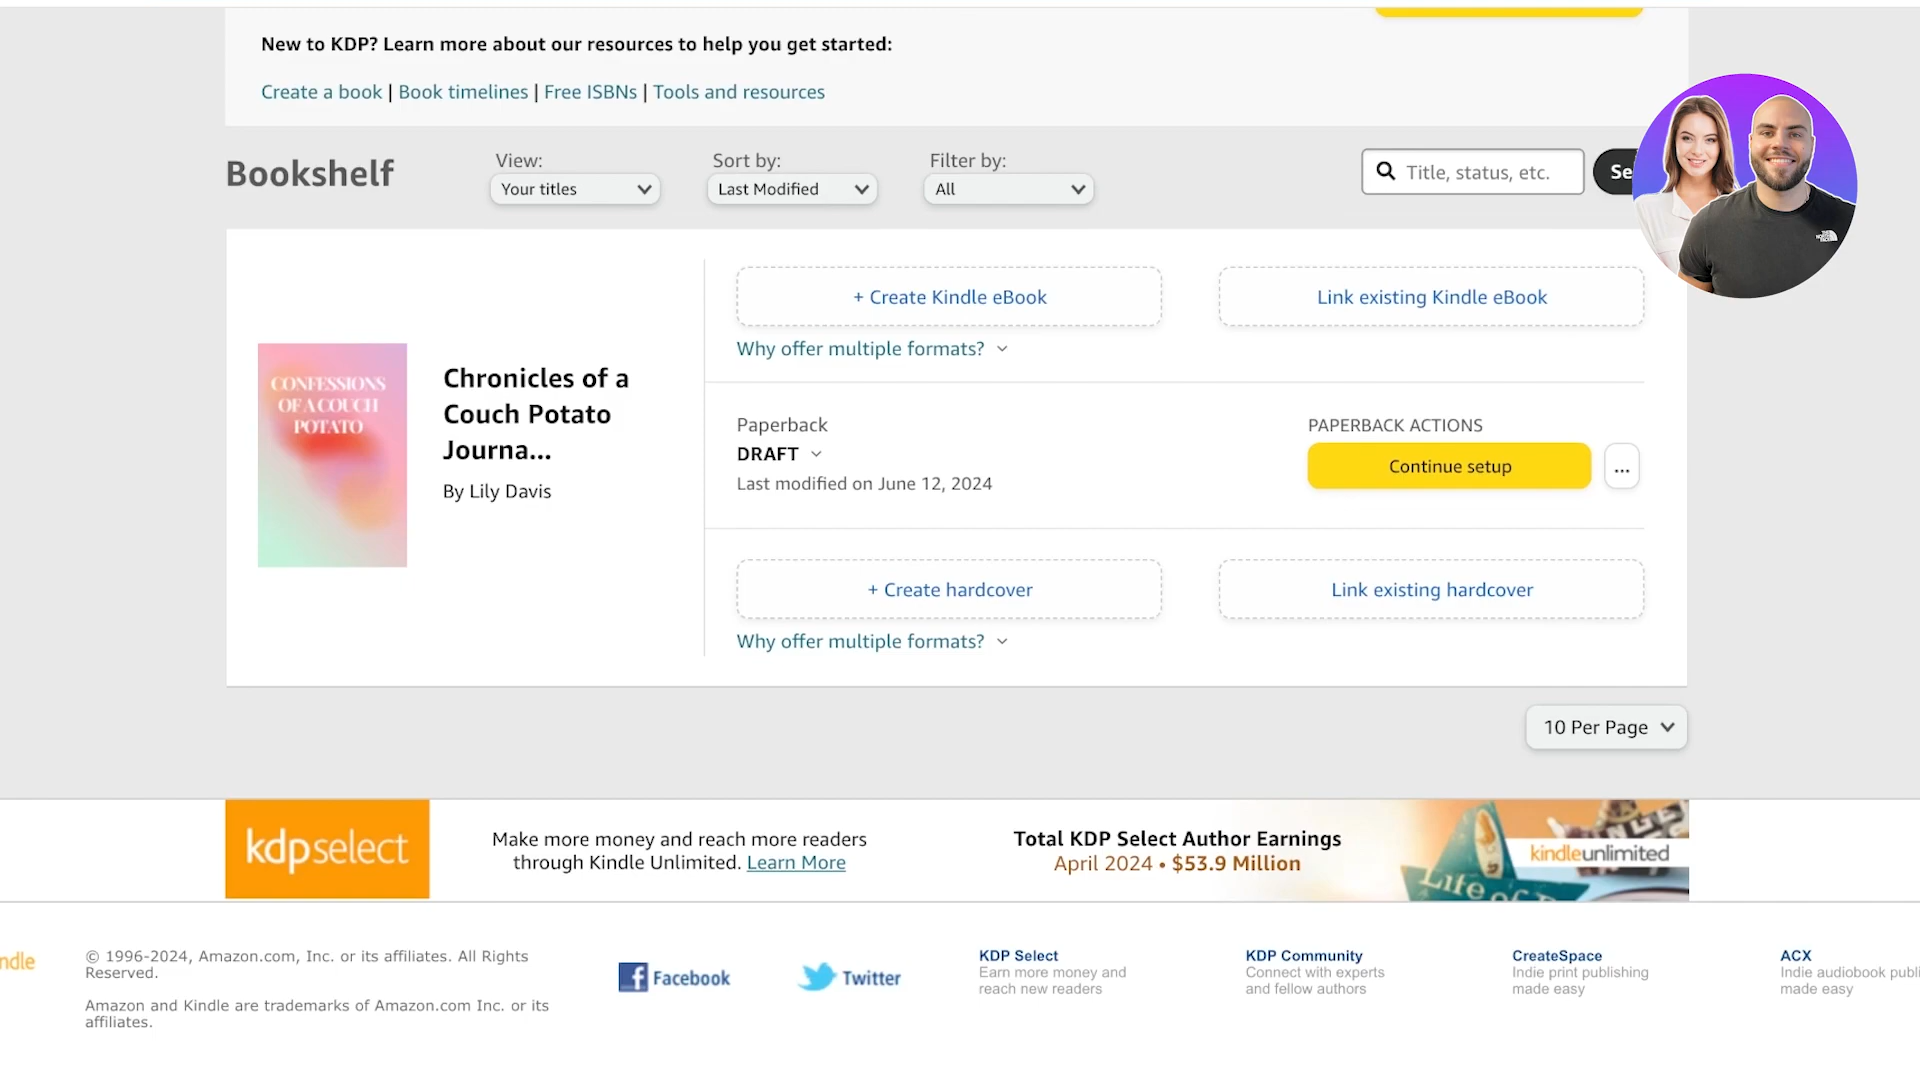 New to KDP? Learn more about our resources to help you get started:
Create a book | Book timelines | Free ISBNs | Tools and resources
Bookshelf
View:
Your titles
Sort by:
Last Modified
Filter by:
All
Title, status, etc.
Se
THE NORTH FACE
+ Create Kindle eBook
Link existing Kindle eBook
Why offer multiple formats?
CONFESSIONS
OF A COUCH
POTATO
Chronicles of a
Couch Potato
Journa...
By Lily Davis
Paperback
DRAFT
Last modified on June 12, 2024
PAPERBACK ACTIONS
Continue setup
...
+ Create hardcover
Link existing hardcover
Why offer multiple formats?
10 Per Page
kdpselect
Make more money and reach more readers
through Kindle Unlimited. Learn More
Total KDP Select Author Earnings
April 2024 • $53.9 Million
Life of
kindleunlimited
ndle
© 1996-2024, Amazon.com, Inc. or its affiliates. All Rights
Reserved.
Amazon and Kindle are trademarks of Amazon.com Inc. or its
affiliates.
Facebook
Twitter
KDP Select
Earn more money and
reach new readers
KDP Community
Connect with experts
and fellow authors
CreateSpace
Indie print publishing
made easy
ACX
Indie audiobook publi
made easy